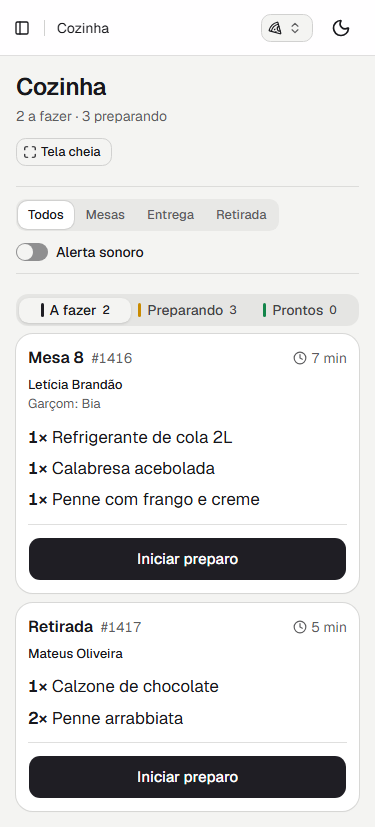 Cozinha
Cozinha
2 a fazer · 3 preparando
Tela cheia
Todos Mesas Entrega Retirada
Alerta sonoro
A fazer 2 Preparando 3 Prontos 0
Mesa 8 #1416 7 min
Letícia Brandão
Garçom: Bia
1× Refrigerante de cola 2L
1× Calabresa acebolada
1× Penne com frango e creme
Iniciar preparo
Retirada #1417 5 min
Mateus Oliveira
1× Calzone de chocolate
2× Penne arrabbiata
Iniciar preparo